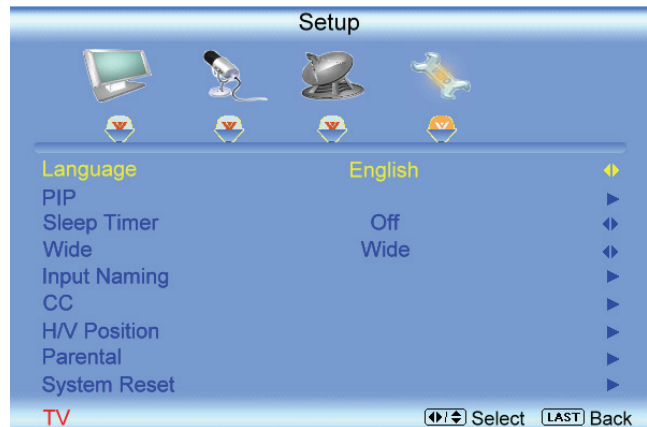 Setup
Language English
PIP
Sleep Timer Off
Wide Wide
Input Naming
CC
H/V Position
Parental
System Reset
TV Select LAST Back